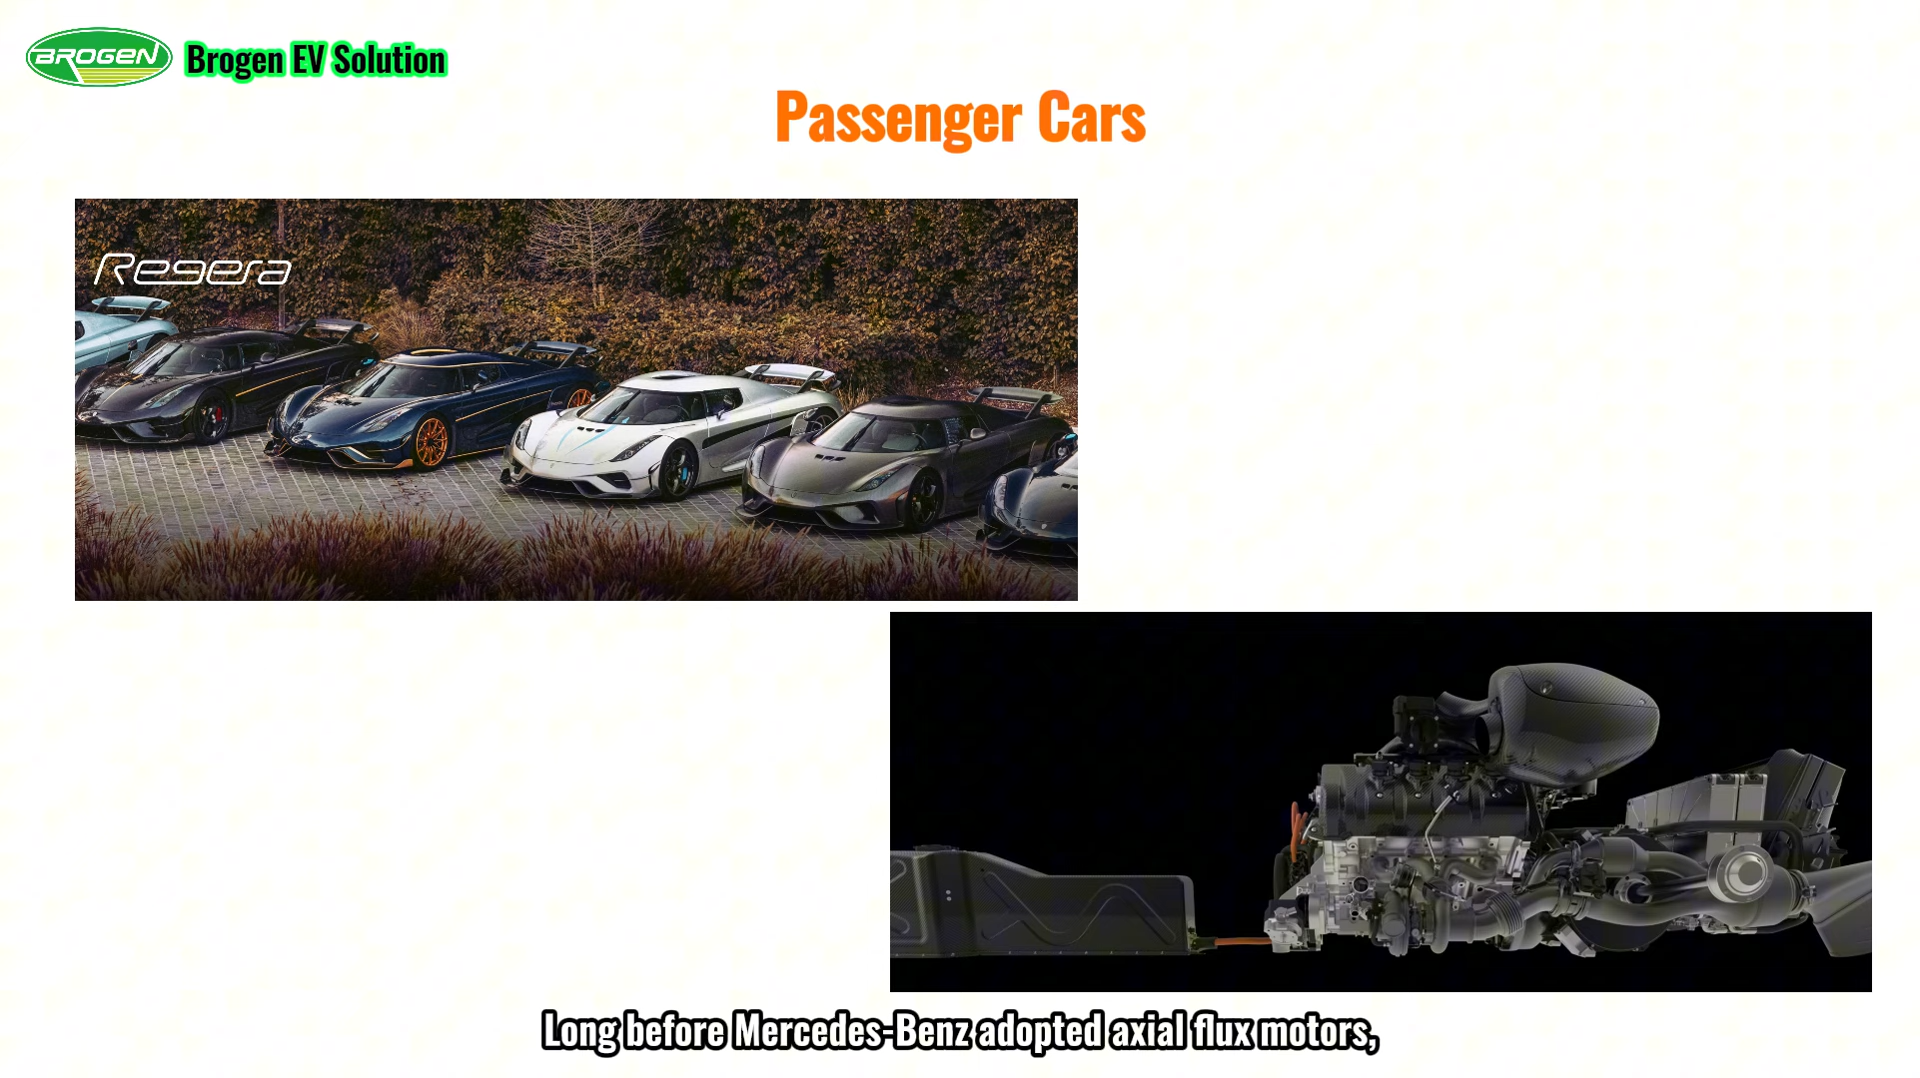 BROGEN
Brogen EV Solution
Passenger Cars
Regera
Long before Mercedes-Benz adopted axial flux motors,